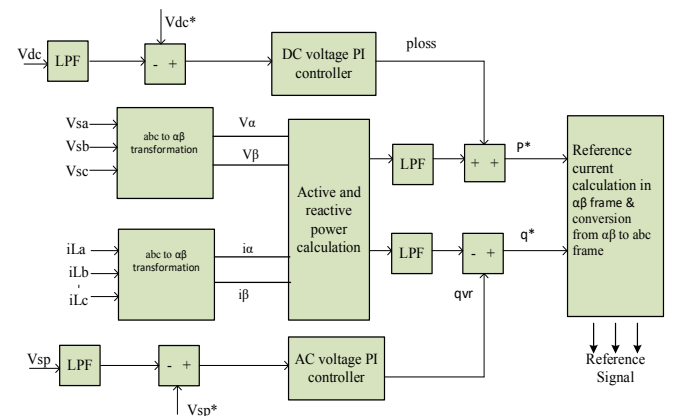 Vdc*
Vdc
LPF
- +
DC voltage PI
controller
ploss
Vsa
Vsb
Vsc
abc to αβ
transformation
Vα
Vβ
Active and
reactive
power
calculation
LPF
+ +
P*
Reference
current
calculation in
αβ frame &
conversion
from αβ to abc
frame
iLa
iLb
iLc
abc to αβ
transformation
iα
iβ
LPF
- +
q*
qvr
Vsp
LPF
- +
AC voltage PI
controller
Vsp*
Reference
Signal